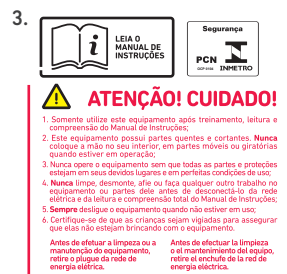 3.
LEIA O
MANUAL DE
INSTRUÇÕES
Segurança
PCN
OCP 0104
INMETRO
ATENÇÃO! CUIDADO!
1. Somente utilize este equipamento após treinamento, leitura e
compreensão do Manual de Instruções;
2. Este equipamento possui partes quentes e cortantes. Nunca
coloque a mão no seu interior, em partes móveis ou giratórias
quando estiver em operação;
3. Nunca opere o equipamento sem que todas as partes e proteções
estejam em seus devidos lugares e em perfeitas condições de uso;
4. Nunca limpe, desmonte, afie ou faça qualquer outro trabalho no
equipamento ou partes dele antes de desconectá-lo da rede
elétrica e da leitura e compreensão total do Manual de Instruções;
5. Sempre desligue o equipamento quando não estiver em uso;
6. Certifique-se de que as crianças sejam vigiadas para assegurar
que elas não estejam brincando com o equipamento.
Antes de efetuar a limpeza ou a
manutenção do equipamento,
retire o plugue da rede de
energia elétrica.
Antes de efectuar la limpieza
o el mantenimiento del equipo,
retire el enchufe de la red de
energía eléctrica.